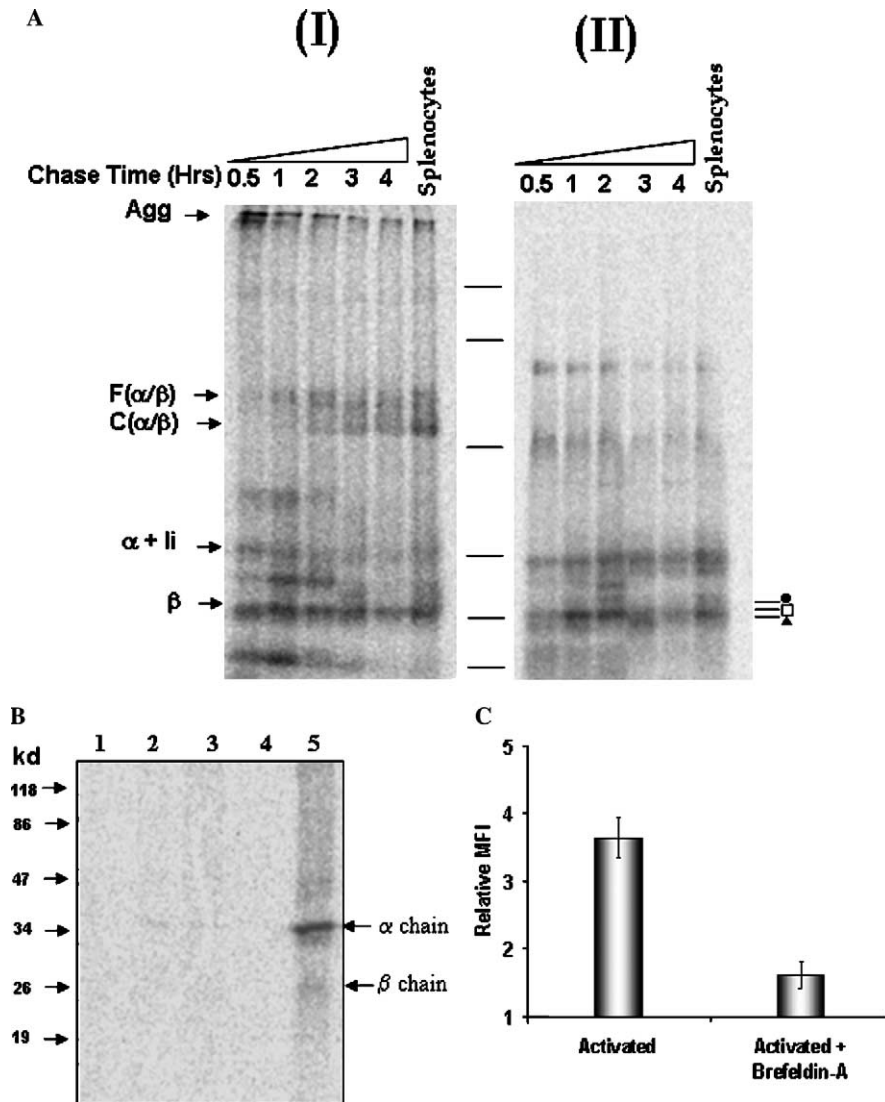 A
(I)
(II)
Splenocytes
Splenocytes
Chase Time (Hrs) 0.5 1 2 3 4
0.5 1 2 3 4
Agg
F(α/β)
C(α/β)
α + Ii
β
B
1 2 3 4 5
kd
118
86
47
34
26
19
α chain
β chain
C
5
4
3
2
1
Relative MFI
Activated
Activated +
Brefeldin-A